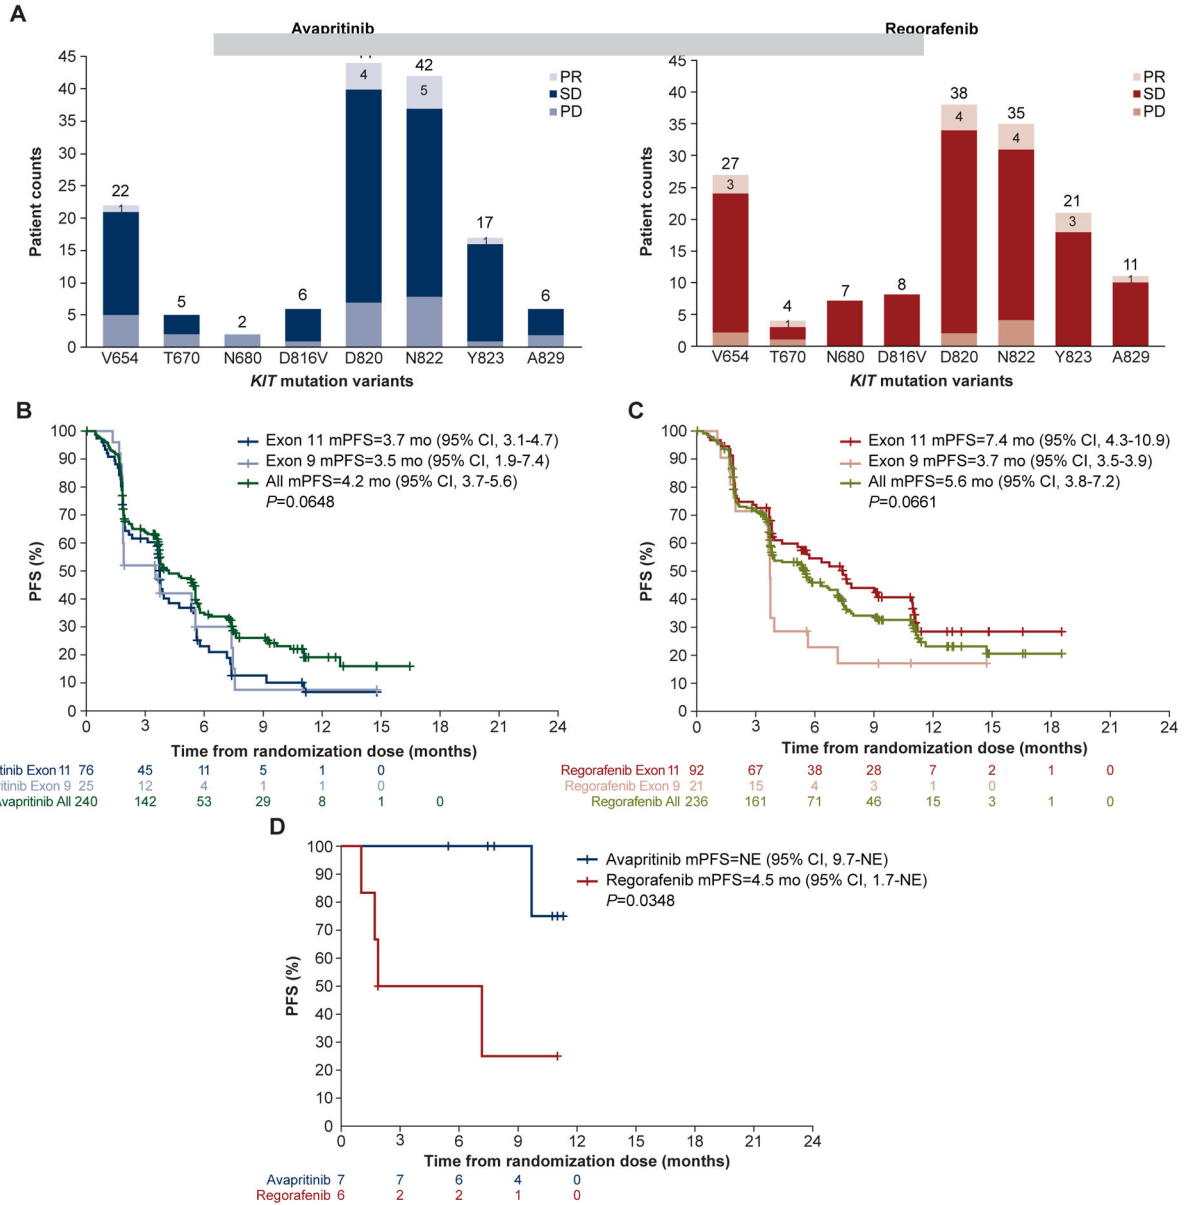 A
Avapritinib
Regorafenib
45
40
35
30
25
20
15
10
5
0
Patient counts
22
1
5
2
6
4
42
5
17
1
6
PR
SD
PD
V654 T670 N680 D816V D820 N822 Y823 A829
KIT mutation variants
45
40
35
30
25
20
15
10
5
0
Patient counts
27
3
4
1
7
8
38
4
35
4
21
3
11
1
PR
SD
PD
V654 T670 N680 D816V D820 N822 Y823 A829
KIT mutation variants
B
100
90
80
70
60
50
40
30
20
10
0
PFS (%)
Exon 11 mPFS=3.7 mo (95% CI, 3.1-4.7)
Exon 9 mPFS=3.5 mo (95% CI, 1.9-7.4)
All mPFS=4.2 mo (95% CI, 3.7-5.6)
P=0.0648
0 3 6 9 12 15 18 21 24
Time from randomization dose (months)
Exon 11 76 45 11 5 1 0
Exon 9 25 12 4 1 1 0
All 240 142 53 29 8 1 0
C
100
90
80
70
60
50
40
30
20
10
0
PFS (%)
Exon 11 mPFS=7.4 mo (95% CI, 4.3-10.9)
Exon 9 mPFS=3.7 mo (95% CI, 3.5-3.9)
All mPFS=5.6 mo (95% CI, 3.8-7.2)
P=0.0661
0 3 6 9 12 15 18 21 24
Time from randomization dose (months)
Regorafenib Exon 11 92 67 38 28 7 2 1 0
Regorafenib Exon 9 21 15 4 3 1 0
Regorafenib All 236 161 71 46 15 3 1 0
D
100
90
80
70
60
50
40
30
20
10
0
PFS (%)
Avapritinib mPFS=NE (95% CI, 9.7-NE)
Regorafenib mPFS=4.5 mo (95% CI, 1.7-NE)
P=0.0348
0 3 6 9 12 15 18 21 24
Time from randomization dose (months)
Avapritinib 7 7 6 4 0
Regorafenib 6 2 2 1 0